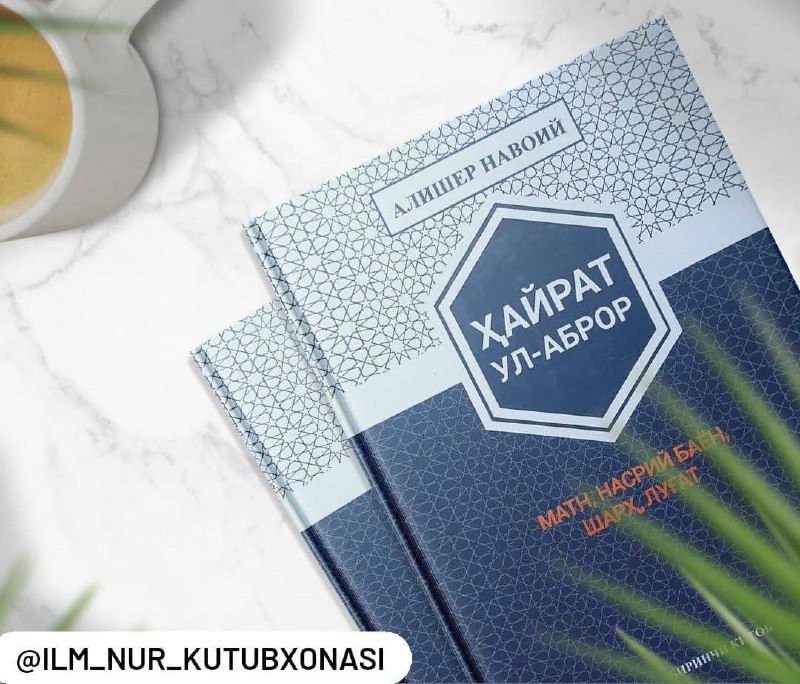 АЛИШЕР НАВОИЙ
ҲАЙРАТ
УЛ-АБРОР
МАТН, НАСРИЙ БАЁН,
ШАРҲ, ЛУҒАТ
@ILM_NUR_KUTUBXONASI